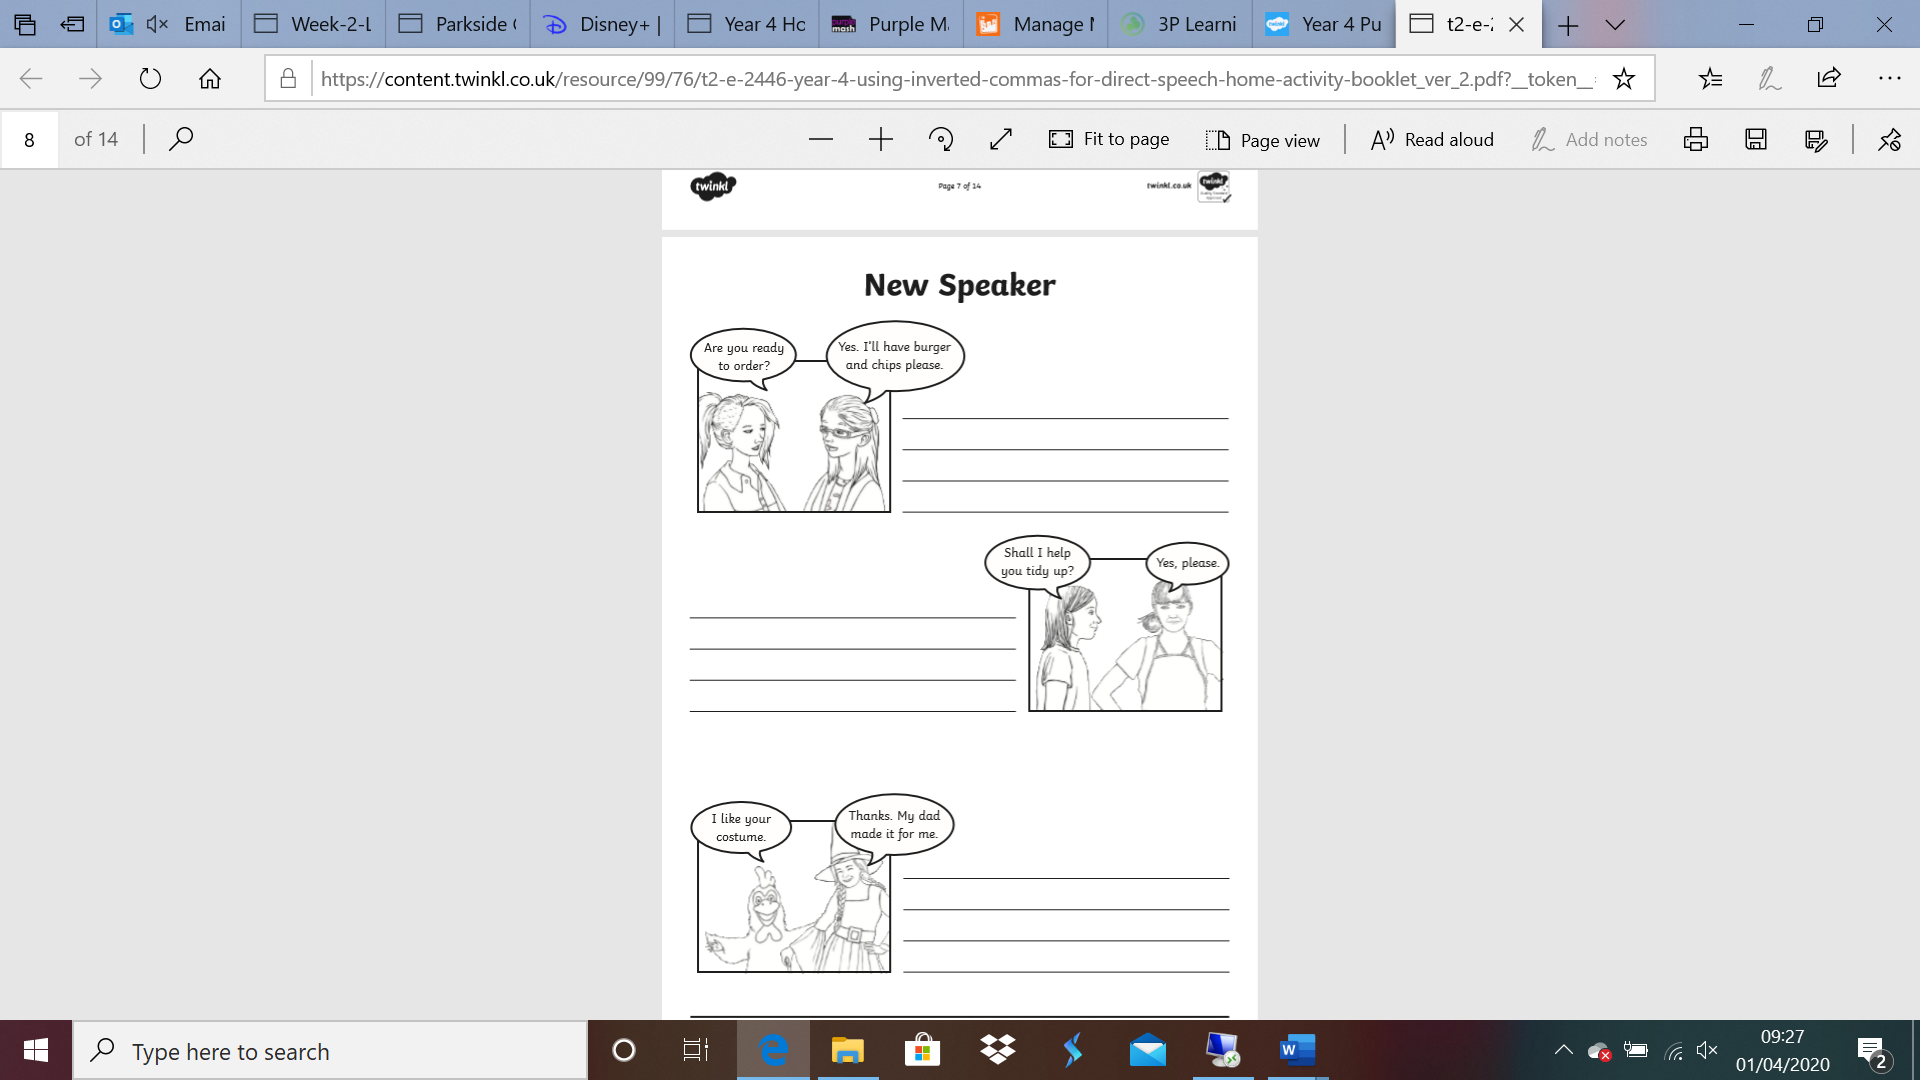 Emai
Week-2-L
Parkside
Disney+ |
Year 4 Ho
Purple M
Manage
3P Learni
Year 4 Pu
t2-e-2
https://content.twinkl.co.uk/resource/99/76/t2-e-2446-year-4-using-inverted-commas-for-direct-speech-home-activity-booklet_ver_2.pdf?__token__
8 of 14
Fit to page
Page view
Read aloud
Add notes
twinkl
Page 7 of 14
twinkl.co.uk
twinkl
New Speaker
Are you ready
to order?
Yes. I'll have burger
and chips please.
Shall I help
you tidy up?
Yes, please.
I like your
costume.
Thanks. My dad
made it for me.
Type here to search
09:27
01/04/2020
2